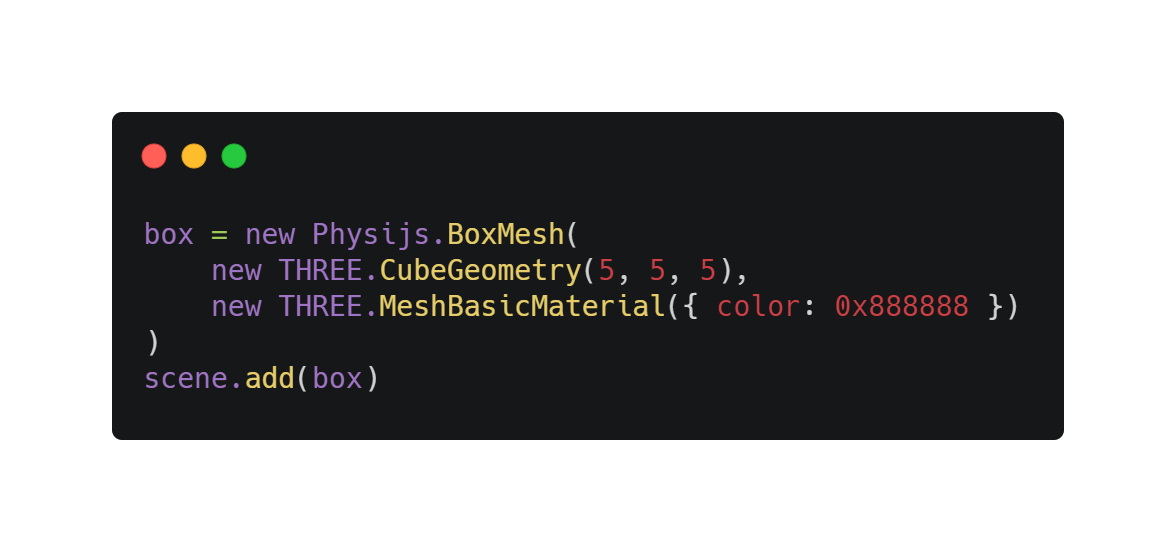 box = new Physijs.BoxMesh(
    new THREE.CubeGeometry(5, 5, 5),
    new THREE.MeshBasicMaterial({ color: 0x888888 })
)
scene.add(box)